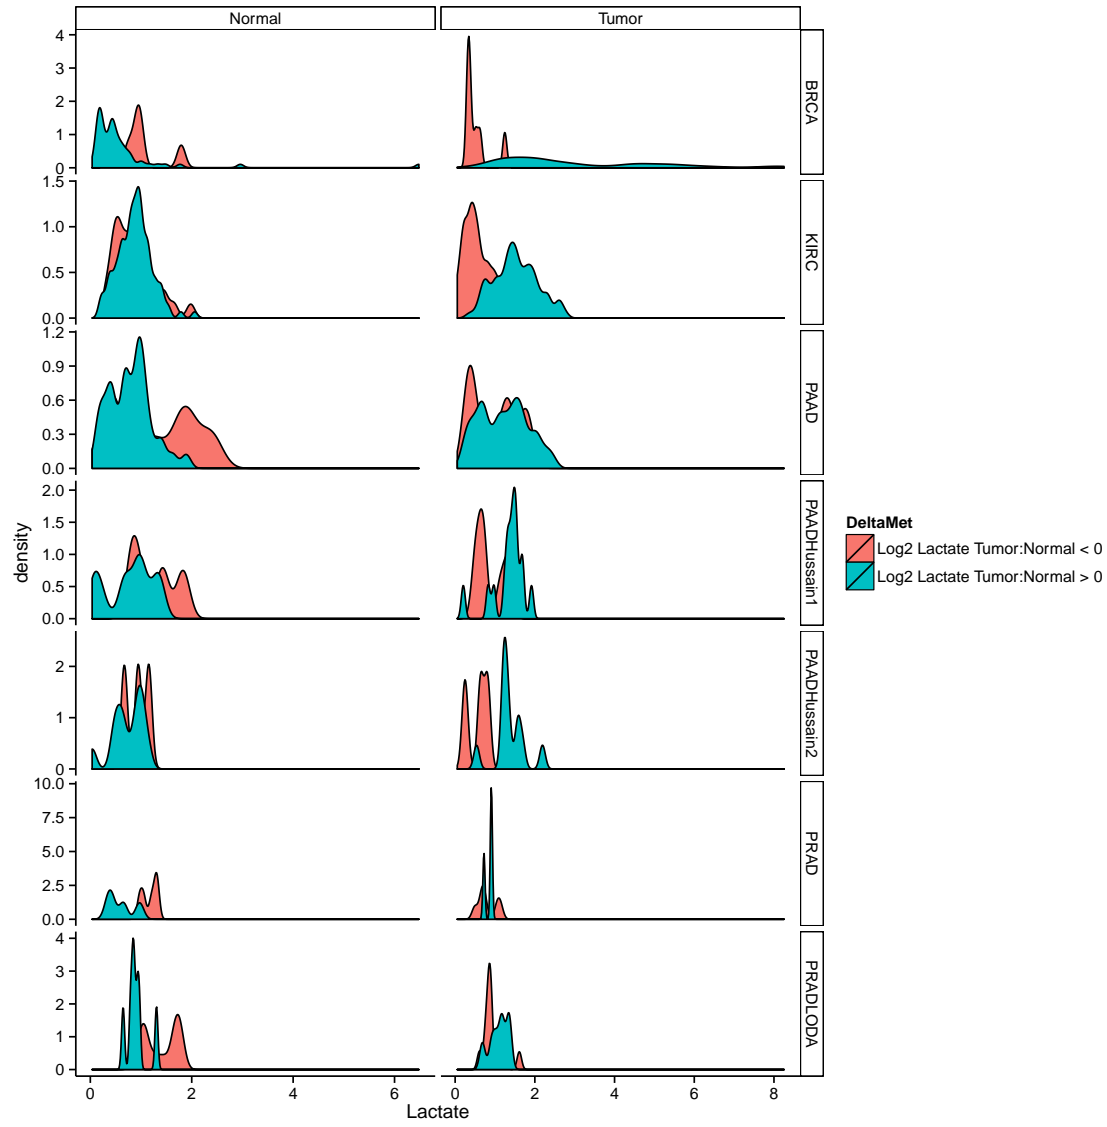 Normal
Tumor
4
3
2
1
0
BRCA
1.5
1.0
0.5
0.0
KIRC
1.2
0.9
0.6
0.3
0.0
PAAD
2.0
1.5
1.0
0.5
0.0
PAADHussain1
2
1
0
PAADHussain2
10.0
7.5
5.0
2.5
0.0
PRAD
4
3
2
1
0
PRADLODA
0 2 4 6
0 2 4 6 8
Lactate
density
DeltaMet
Log2 Lactate Tumor:Normal < 0
Log2 Lactate Tumor:Normal > 0